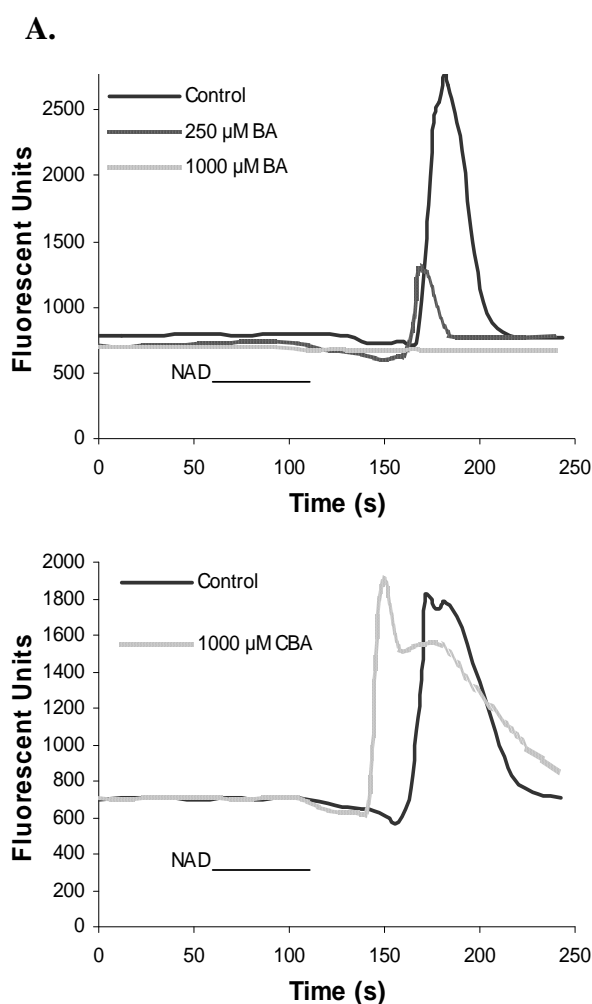 A.
Fluorescent Units
2500
2000
1500
1000
500
0
Control
250 µM BA
1000 µM BA
NAD
0 50 100 150 200 250
Time (s)
Fluorescent Units
2000
1800
1600
1400
1200
1000
800
600
400
200
0
Control
1000 µM CBA
NAD
0 50 100 150 200 250
Time (s)